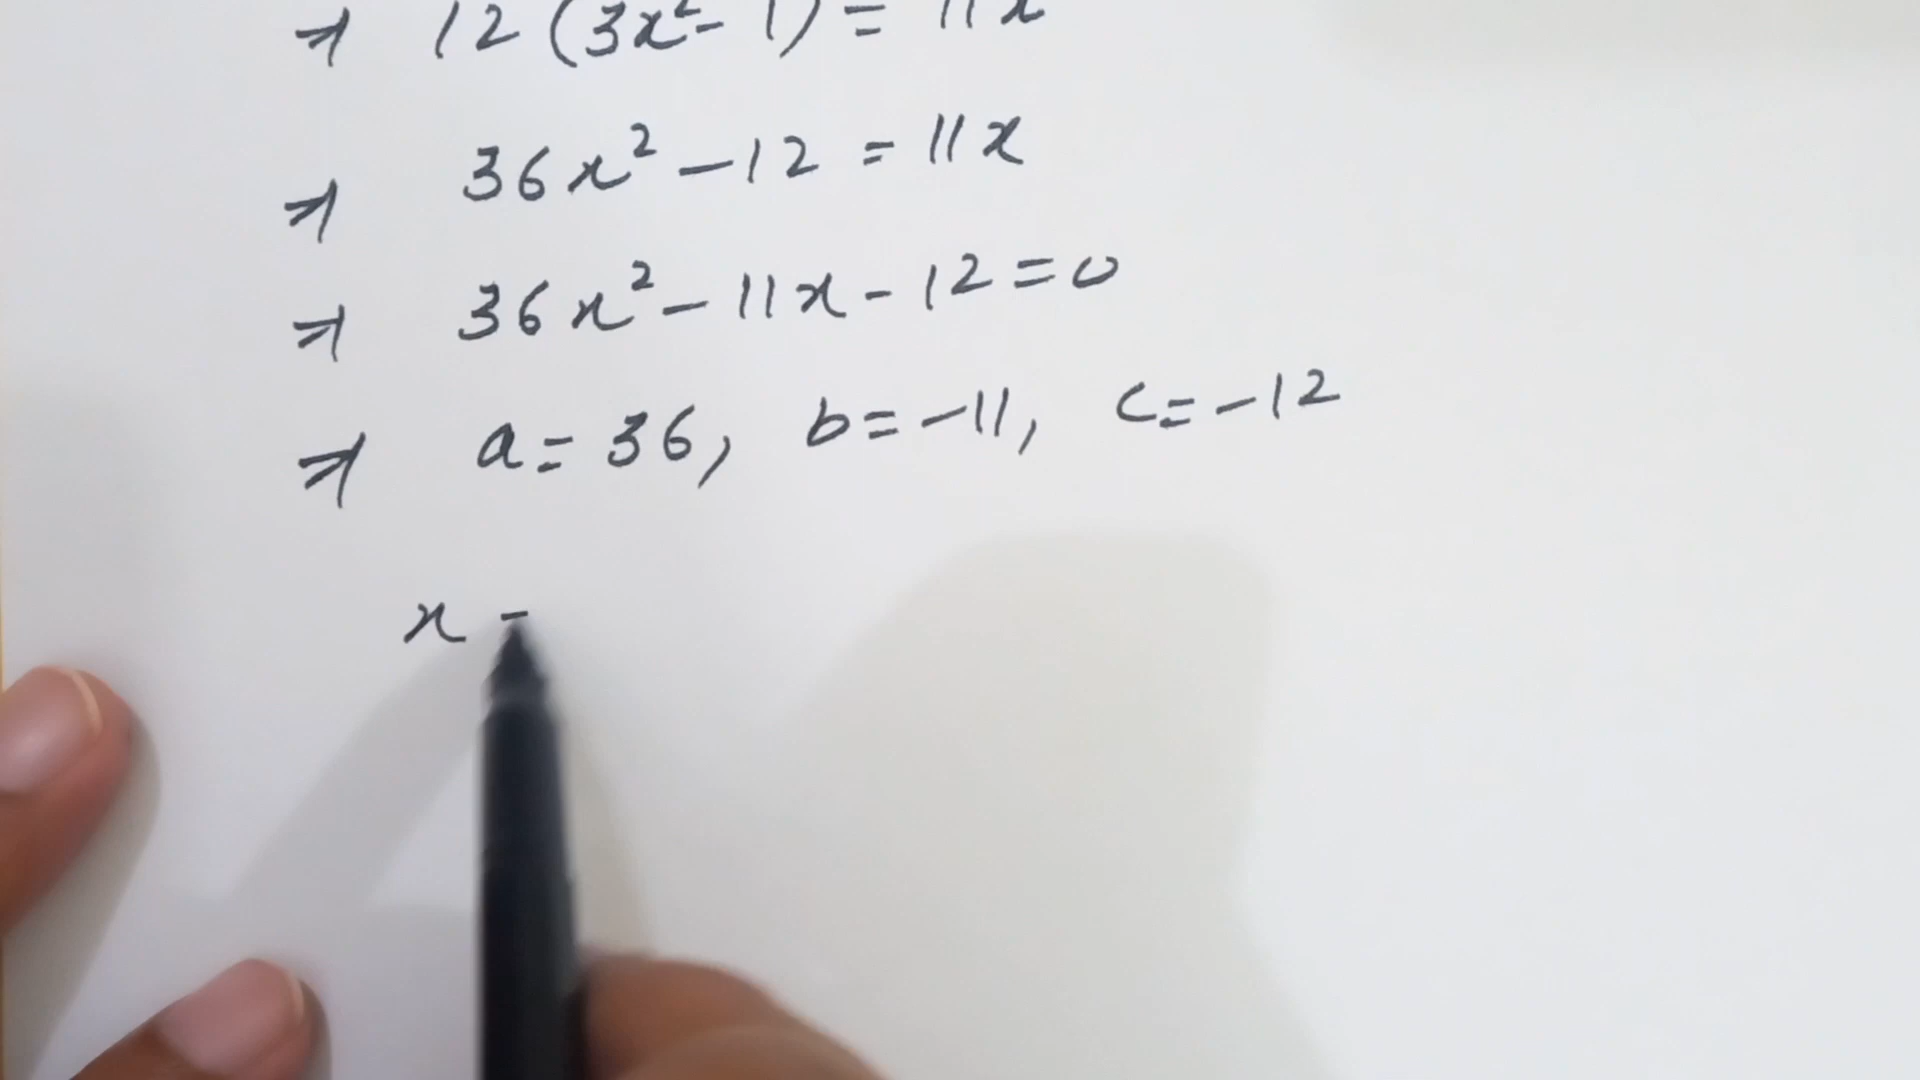 ⇒ 12(3x² - 1) = 11x
⇒ 36x² - 12 = 11x
⇒ 36x² - 11x - 12 = 0
⇒ a = 36, b = -11, c = -12
x -